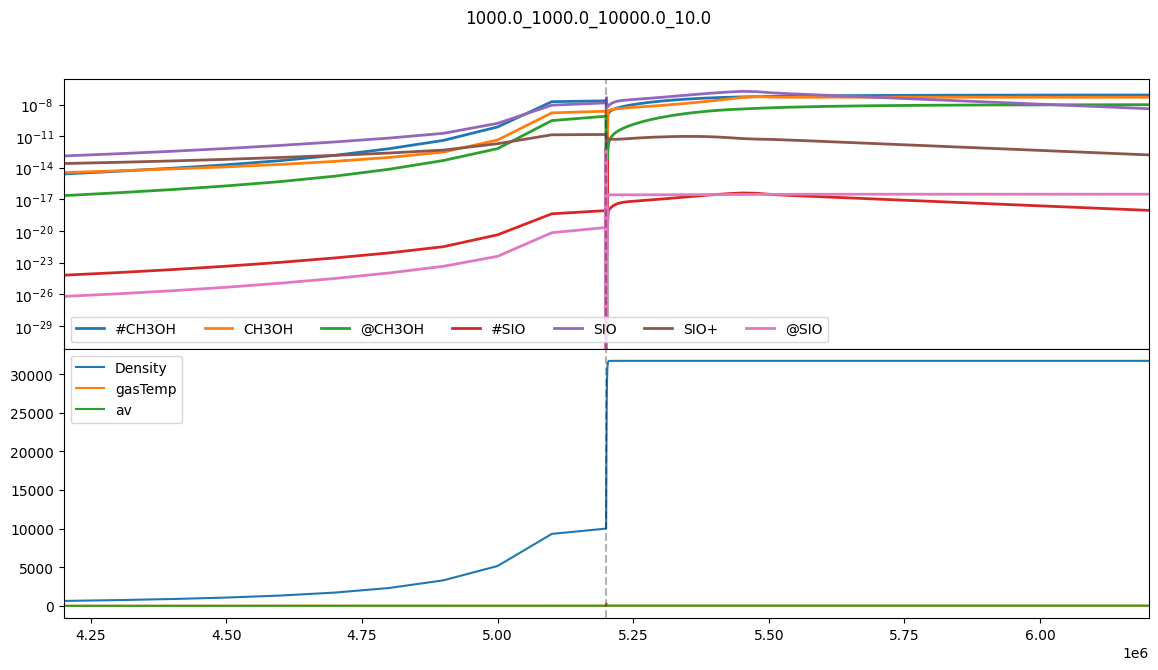 1000.0_1000.0_10000.0_10.0
10⁻⁸
10⁻¹¹
10⁻¹⁴
10⁻¹⁷
10⁻²⁰
10⁻²³
10⁻²⁶
10⁻²⁹
#CH3OH CH3OH @CH3OH #SIO SIO SIO+ @SIO
Density
gasTemp
av
30000
25000
20000
15000
10000
5000
0
4.25 4.50 4.75 5.00 5.25 5.50 5.75 6.00
1e6